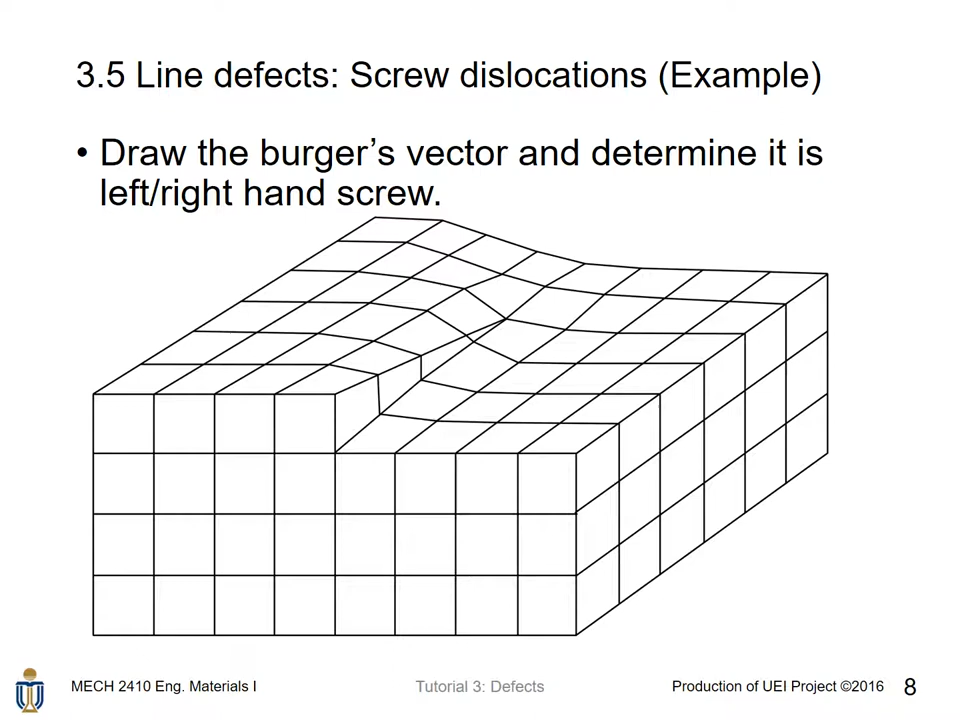 3.5 Line defects: Screw dislocations (Example)
• Draw the burger’s vector and determine it is
left/right hand screw.
MECH 2410 Eng. Materials I
Tutorial 3: Defects
Production of UEI Project ©2016
8